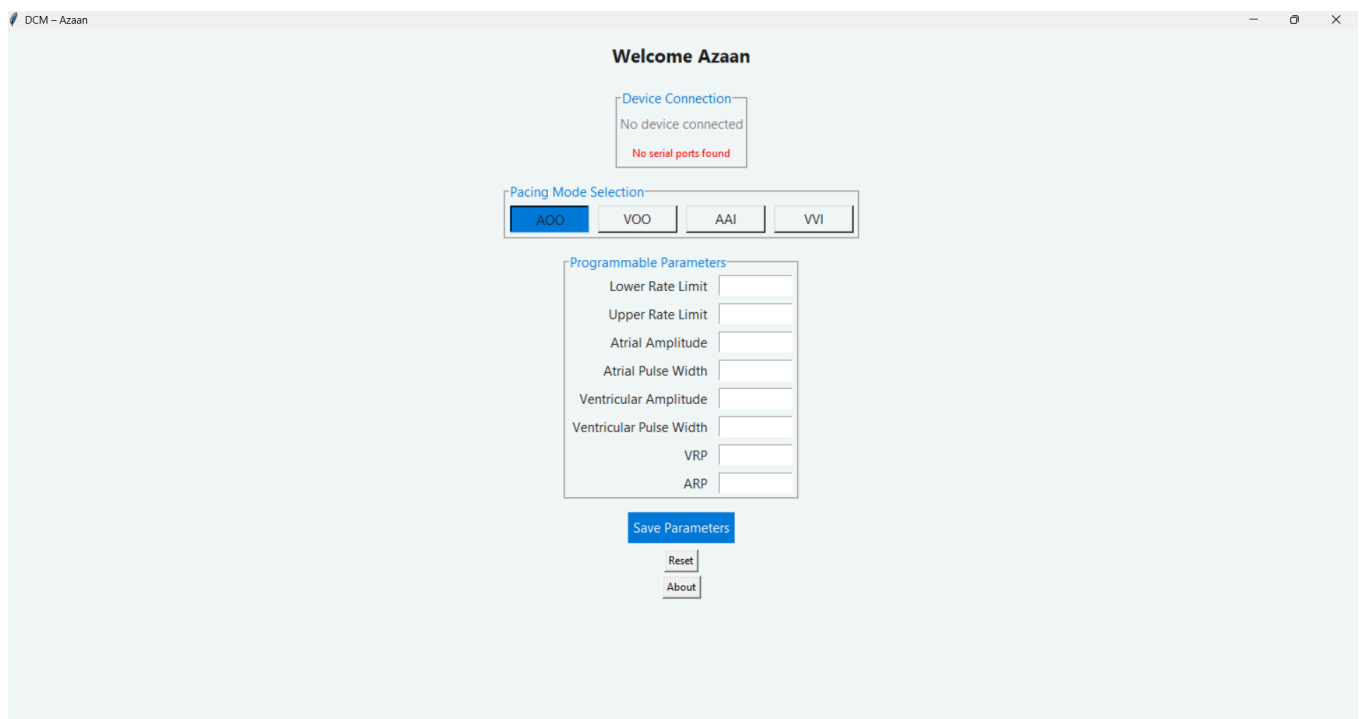 DCM – Azaan
Welcome Azaan
Device Connection
No device connected
No serial ports found
Pacing Mode Selection
AOO VOO AAI VVI
Programmable Parameters
Lower Rate Limit
Upper Rate Limit
Atrial Amplitude
Atrial Pulse Width
Ventricular Amplitude
Ventricular Pulse Width
VRP
ARP
Save Parameters
Reset
About